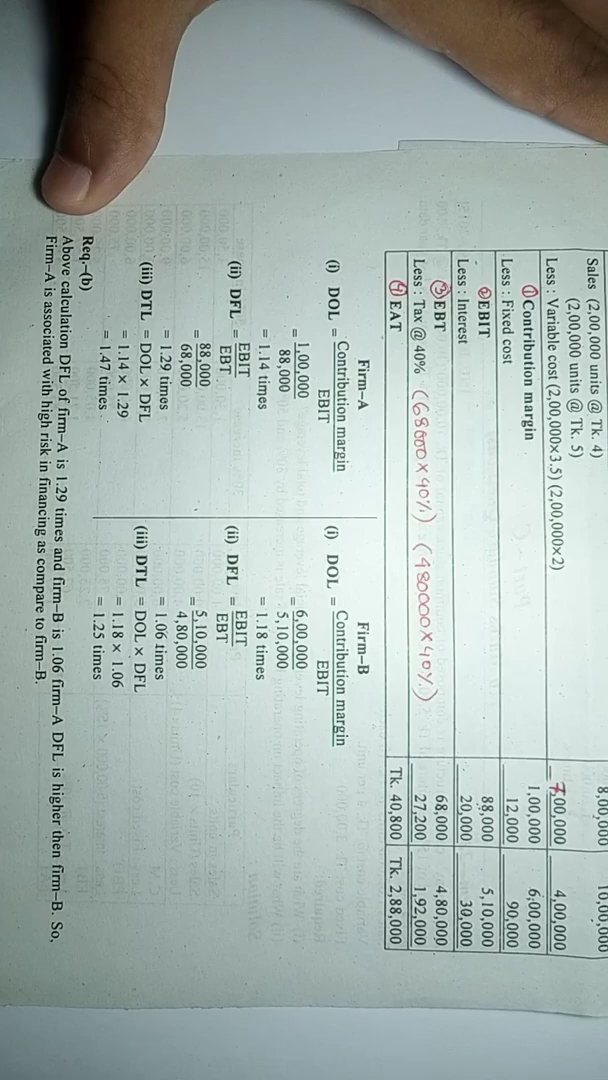 Sales (2,00,000 units @ Tk. 4) 8,00,000 10,00,000
(2,00,000 units @ Tk. 5)
Less : Variable cost (2,00,000×3.5) (2,00,000×2) 7,00,000 4,00,000
① Contribution margin 1,00,000 6,00,000
Less : Fixed cost 12,000 90,000
② EBIT 88,000 5,10,000
Less : Interest 20,000 30,000
③ EBT 68,000 4,80,000
Less : Tax @ 40% (68000×40%) (480000×40%) 27,200 1,92,000
④ EAT Tk. 40,800 Tk. 2,88,000
Firm–A
(i) DOL = Contribution margin
EBIT
= 1,00,000
88,000
= 1.14 times
(ii) DFL = EBIT
EBT
= 88,000
68,000
= 1.29 times
(iii) DTL = DOL × DFL
= 1.14 × 1.29
= 1.47 times
Firm–B
(i) DOL = Contribution margin
EBIT
= 6,00,000
5,10,000
= 1.18 times
(ii) DFL = EBIT
EBT
= 5,10,000
4,80,000
= 1.06 times
(iii) DTL = DOL × DFL
= 1.18 × 1.06
= 1.25 times
Req.–(b)
Above calculation DFL of firm–A is 1.29 times and firm–B is 1.06 firm–A DFL is higher then firm–B. So,
Firm–A is associated with high risk in financing as compare to firm–B.